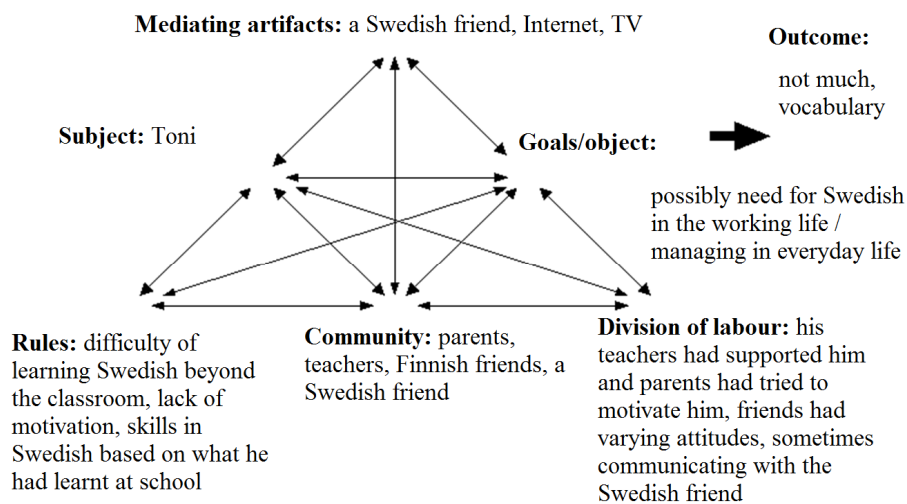 Mediating artifacts: a Swedish friend, Internet, TV
Outcome:
not much,
vocabulary
Subject: Toni
Goals/object:
possibly need for Swedish
in the working life /
managing in everyday life
Rules: difficulty of
learning Swedish beyond
the classroom, lack of
motivation, skills in
Swedish based on what he
had learnt at school
Community: parents,
teachers, Finnish friends, a
Swedish friend
Division of labour: his
teachers had supported him
and parents had tried to
motivate him, friends had
varying attitudes, sometimes
communicating with the
Swedish friend